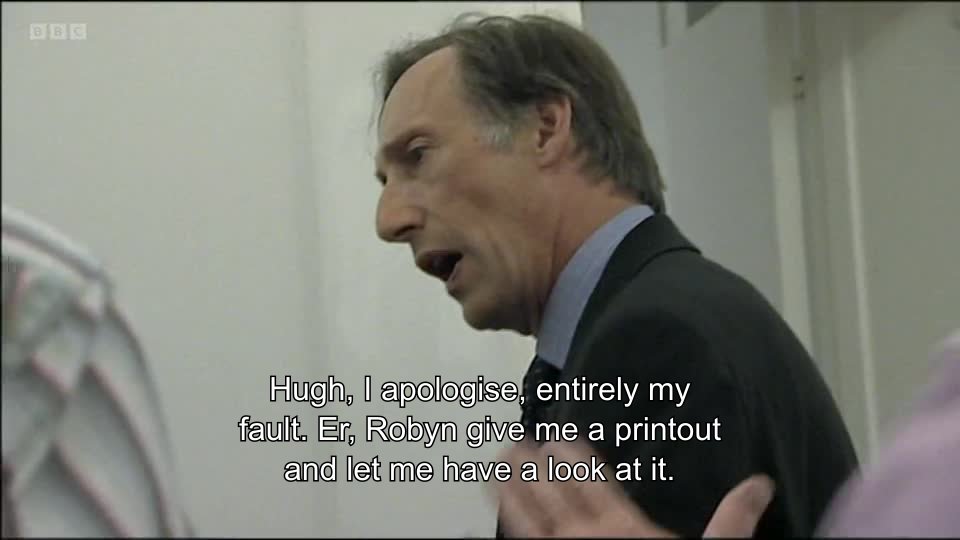 BBC
Hugh, I apologise, entirely my
fault. Er, Robyn give me a printout
and let me have a look at it.